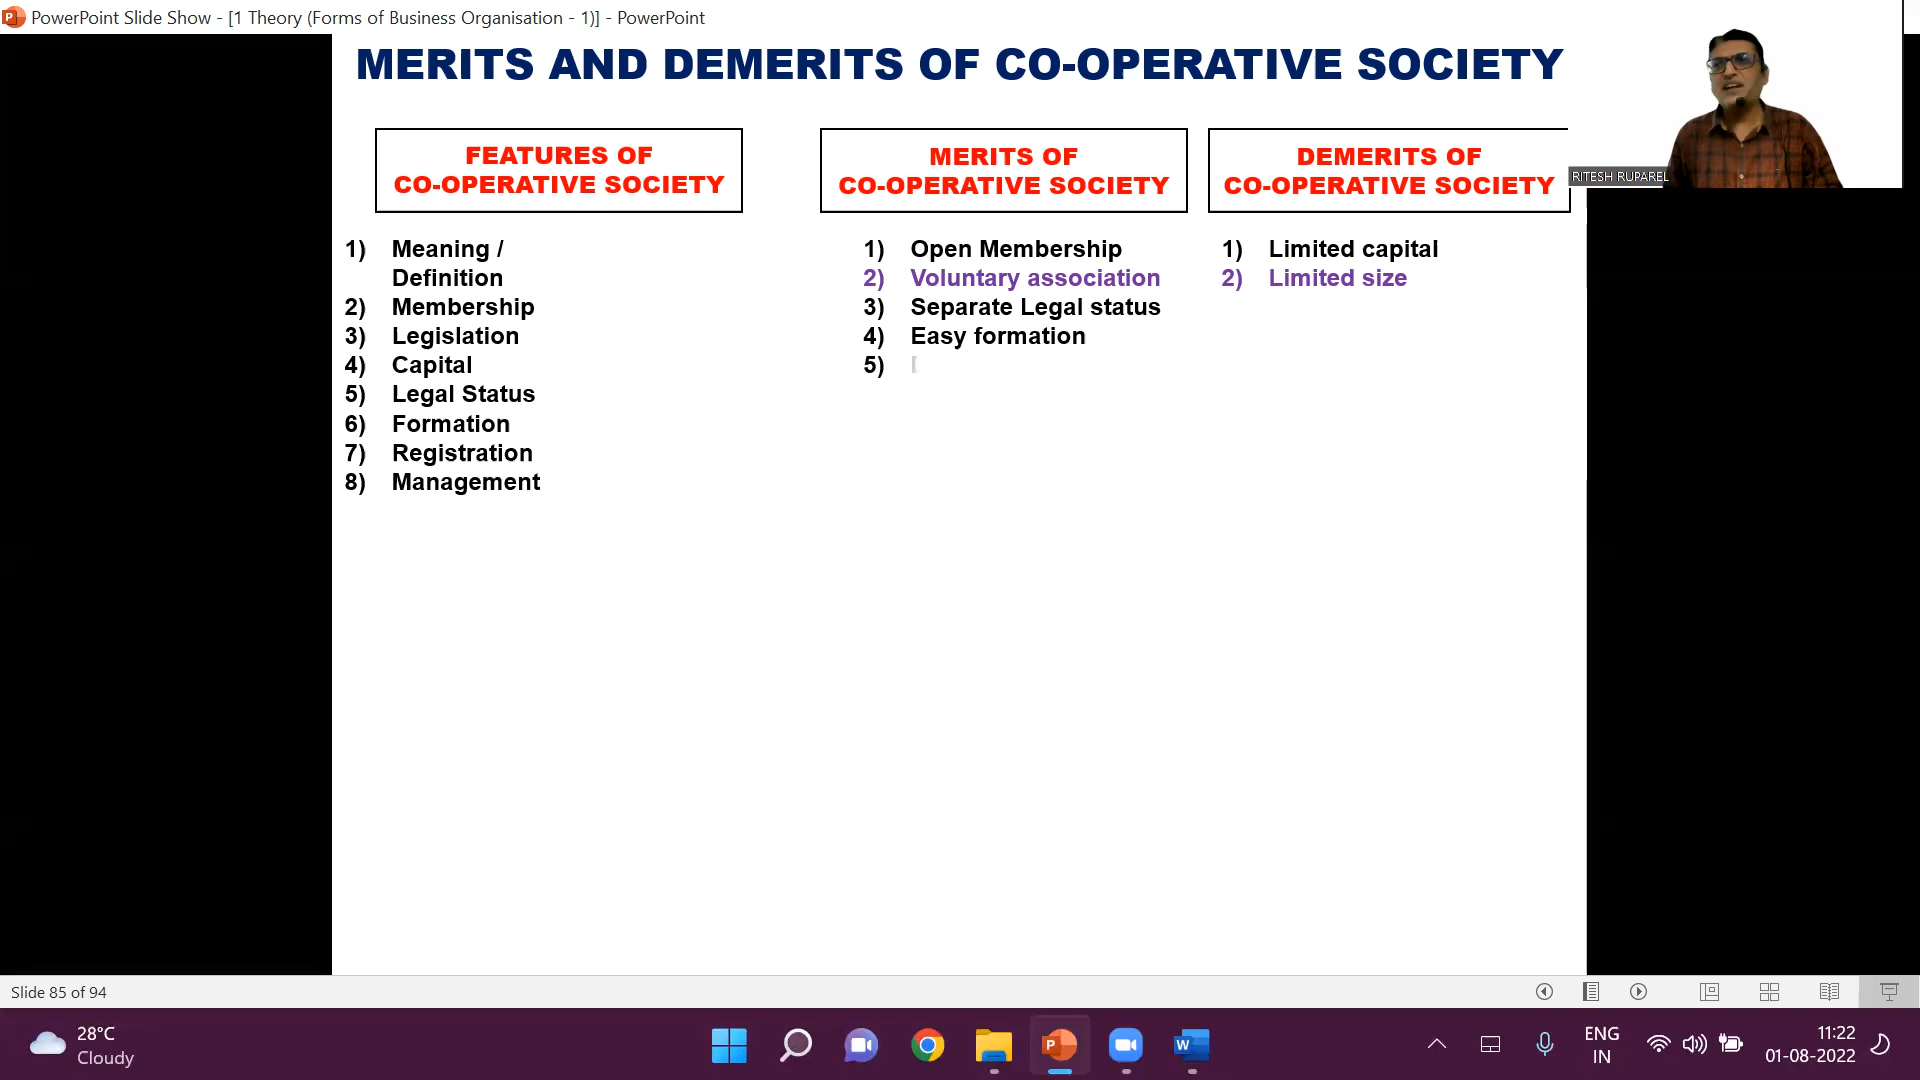 PowerPoint Slide Show - [1 Theory (Forms of Business Organisation - 1)] - PowerPoint
MERITS AND DEMERITS OF CO-OPERATIVE SOCIETY
FEATURES OF
CO-OPERATIVE SOCIETY
1) Meaning /
Definition
2) Membership
3) Legislation
4) Capital
5) Legal Status
6) Formation
7) Registration
8) Management
MERITS OF
CO-OPERATIVE SOCIETY
1) Open Membership
2) Voluntary association
3) Separate Legal status
4) Easy formation
5)
DEMERITS OF
CO-OPERATIVE SOCIETY
1) Limited capital
2) Limited size
RITESH RUPAREL
Slide 85 of 94
28°C
Cloudy
ENG
IN
11:22
01-08-2022